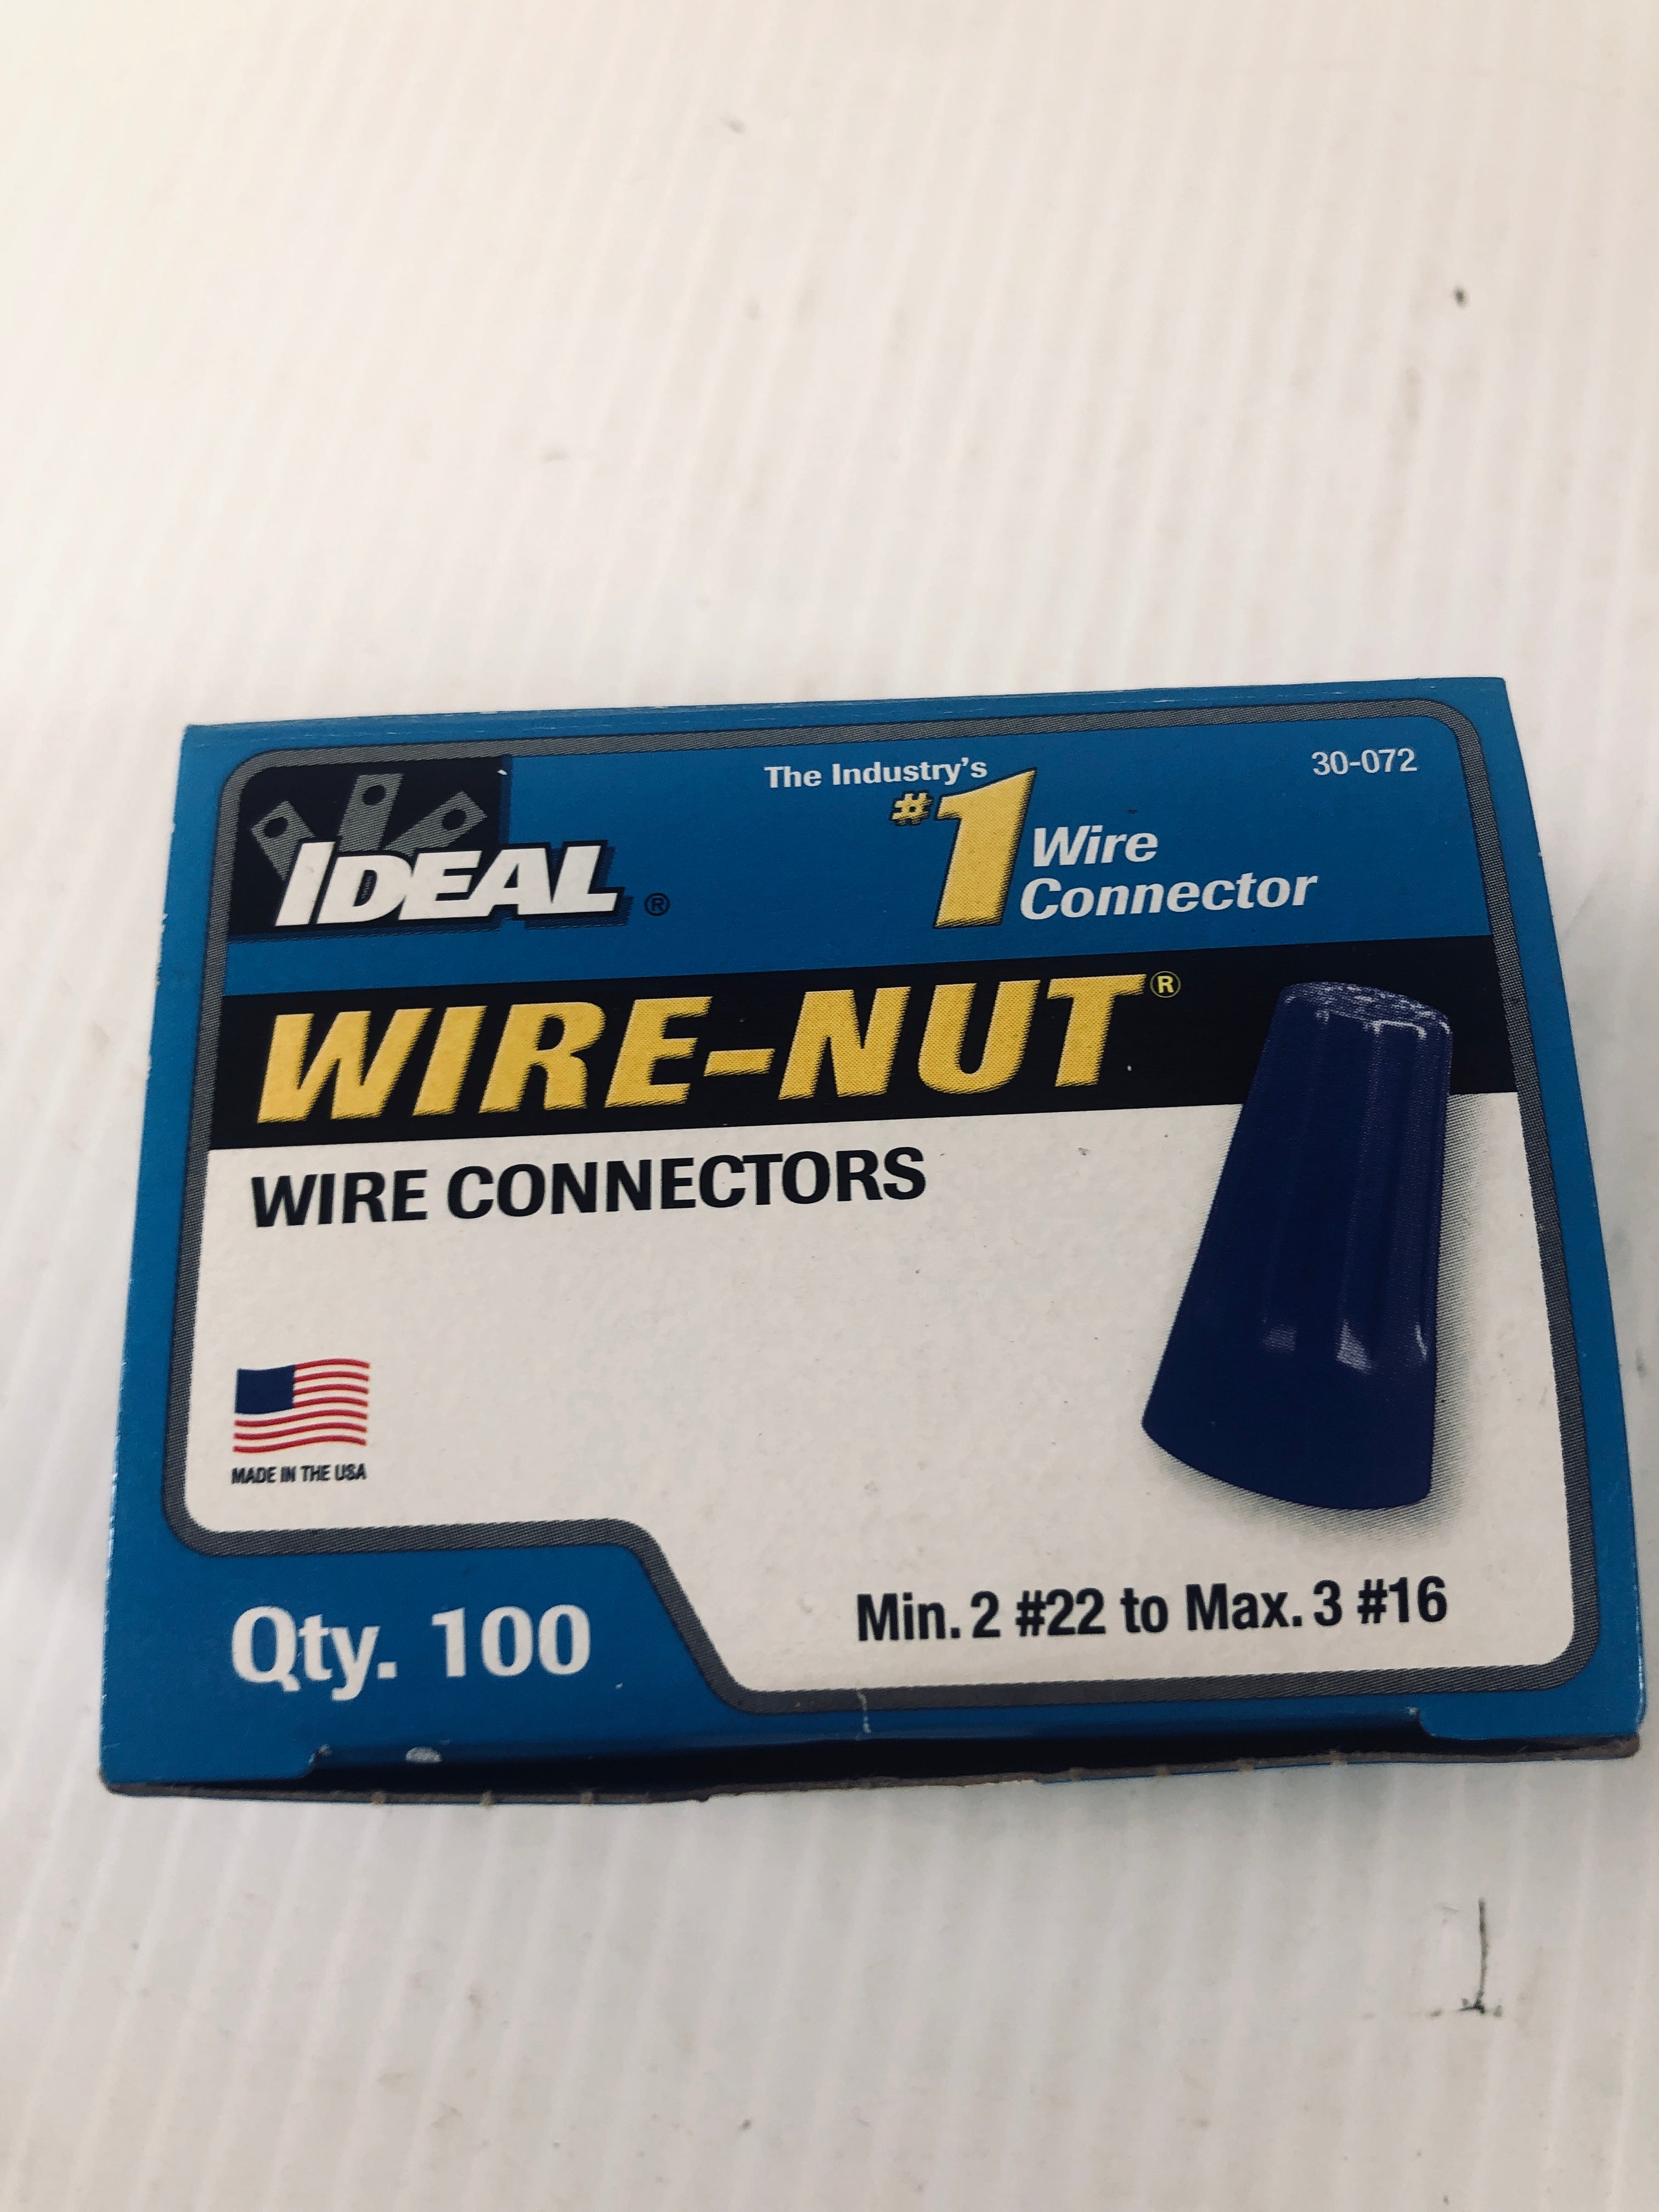 IDEAL®
The Industry's
#1 Wire
Connector
30-072
WIRE-NUT®
WIRE CONNECTORS
MADE IN THE USA
Qty. 100
Min. 2 #22 to Max. 3 #16